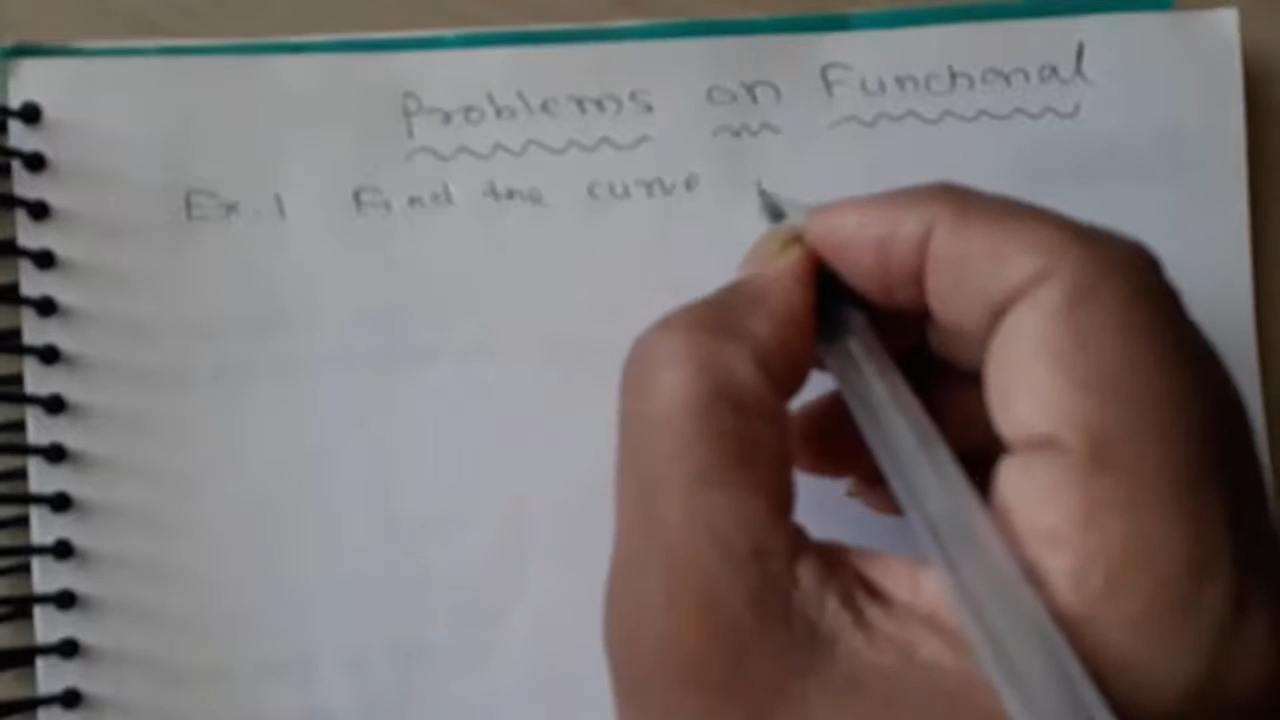 Problems on Functional
Ex. 1 Find the curve